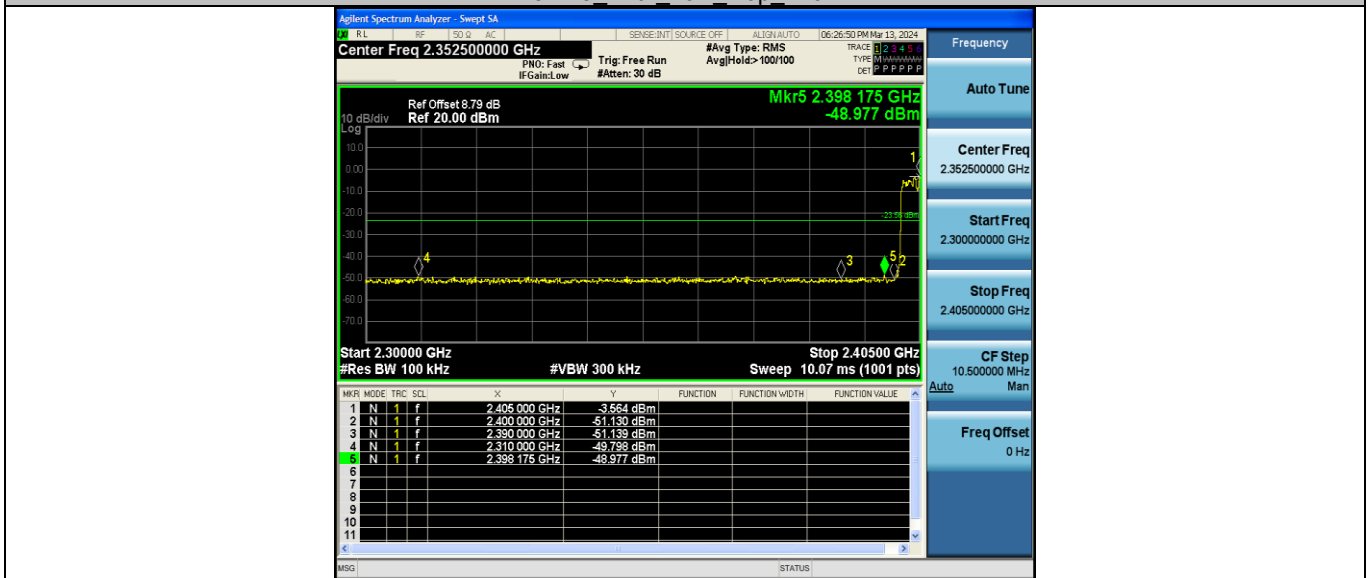 Agilent Spectrum Analyzer - Swept SA
RL RF 50 Ω AC SENSE:INT SOURCE OFF ALIGN AUTO 06:26:50 PM Mar 13, 2024
Center Freq 2.352500000 GHz
PNO: Fast
IFGain:Low
Trig: Free Run
#Atten: 30 dB
#Avg Type: RMS
Avg|Hold:>100/100
TRACE 1 2 3 4 5 6
TYPE M WWWWW
DET P P P P P P
Mkr5 2.398 175 GHz
-48.977 dBm
Ref Offset 8.79 dB
10 dB/div Ref 20.00 dBm
Log
10.0
0.00
-10.0
-20.0
-30.0
-40.0
-50.0
-60.0
-70.0
1
4
3
5
2
Start 2.30000 GHz Stop 2.40500 GHz
#Res BW 100 kHz #VBW 300 kHz Sweep 10.07 ms (1001 pts)
MKR MODE TRC SCL X Y FUNCTION FUNCTION WIDTH FUNCTION VALUE
1 N 1 f 2.405 000 GHz -3.564 dBm
2 N 1 f 2.400 000 GHz -51.130 dBm
3 N 1 f 2.390 000 GHz -51.139 dBm
4 N 1 f 2.310 000 GHz -49.798 dBm
5 N 1 f 2.398 175 GHz -48.977 dBm
6
7
8
9
10
11
MSG STATUS
Frequency
Auto Tune
Center Freq
2.352500000 GHz
Start Freq
2.300000000 GHz
Stop Freq
2.405000000 GHz
CF Step
10.500000 MHz
Auto Man
Freq Offset
0 Hz